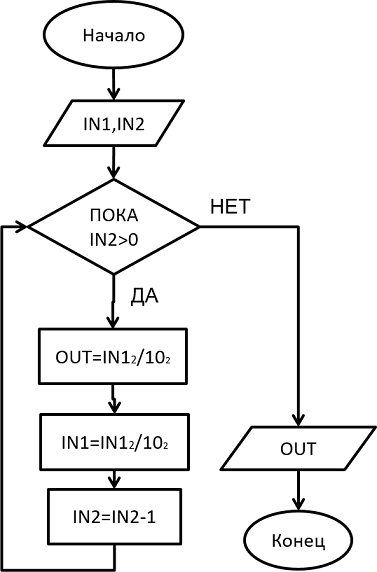 Начало
IN1,IN2
ПОКА
IN2>0
НЕТ
ДА
OUT=IN1₂/10₂
IN1=IN1₂/10₂
IN2=IN2-1
OUT
Конец